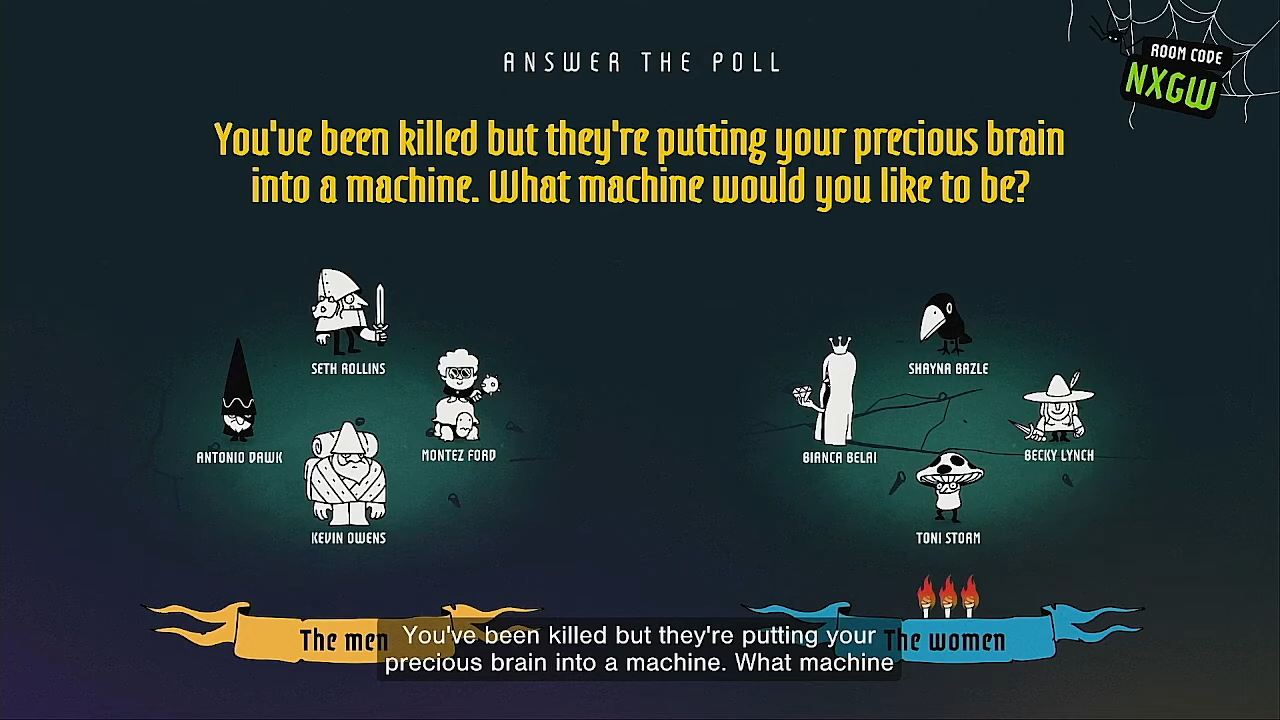 ANSWER THE POLL
ROOM CODE
NXGW
You've been killed but they're putting your precious brain
into a machine. What machine would you like to be?
SETH ROLLINS
SHAYNA BAZLE
ANTONIO DAWK
MONTEZ FORD
BIANCA BELAI
BECKY LYNCH
KEVIN OWENS
TONI STORM
The men
The women
You've been killed but they're putting your
precious brain into a machine. What machine